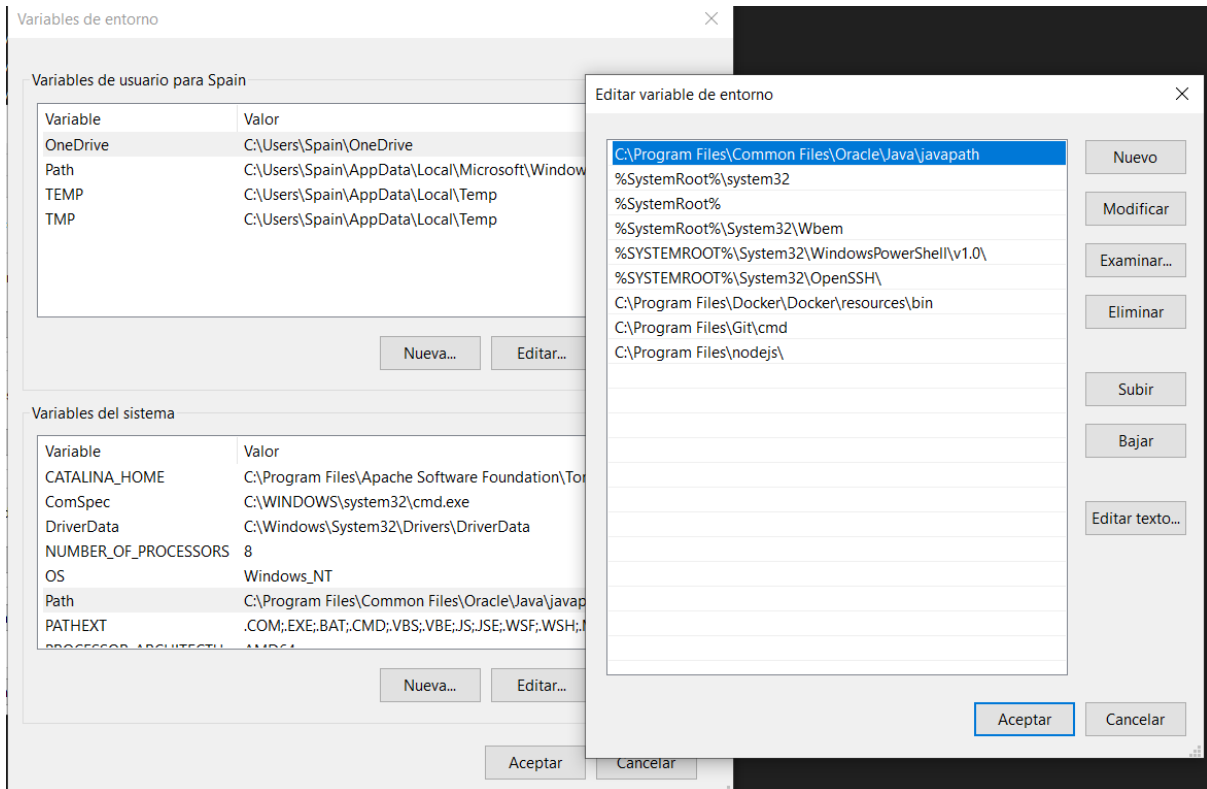 Variables de entorno
Variables de usuario para Spain
Variable Valor
OneDrive C:\Users\Spain\OneDrive
Path C:\Users\Spain\AppData\Local\Microsoft\Window
TEMP C:\Users\Spain\AppData\Local\Temp
TMP C:\Users\Spain\AppData\Local\Temp
Nueva... Editar...
Variables del sistema
Variable Valor
CATALINA_HOME C:\Program Files\Apache Software Foundation\Tor
ComSpec C:\WINDOWS\system32\cmd.exe
DriverData C:\Windows\System32\Drivers\DriverData
NUMBER_OF_PROCESSORS 8
OS Windows_NT
Path C:\Program Files\Common Files\Oracle\Java\javap
PATHEXT .COM;.EXE;.BAT;.CMD;.VBS;.VBE;.JS;.JSE;.WSF;.WSH;.
Nueva... Editar...
Aceptar Cancelar
Editar variable de entorno
C:\Program Files\Common Files\Oracle\Java\javapath
%SystemRoot%\system32
%SystemRoot%
%SystemRoot%\System32\Wbem
%SYSTEMROOT%\System32\WindowsPowerShell\v1.0\
%SYSTEMROOT%\System32\OpenSSH\
C:\Program Files\Docker\Docker\resources\bin
C:\Program Files\Git\cmd
C:\Program Files\nodejs\
Nuevo
Modificar
Examinar...
Eliminar
Subir
Bajar
Editar texto...
Aceptar Cancelar